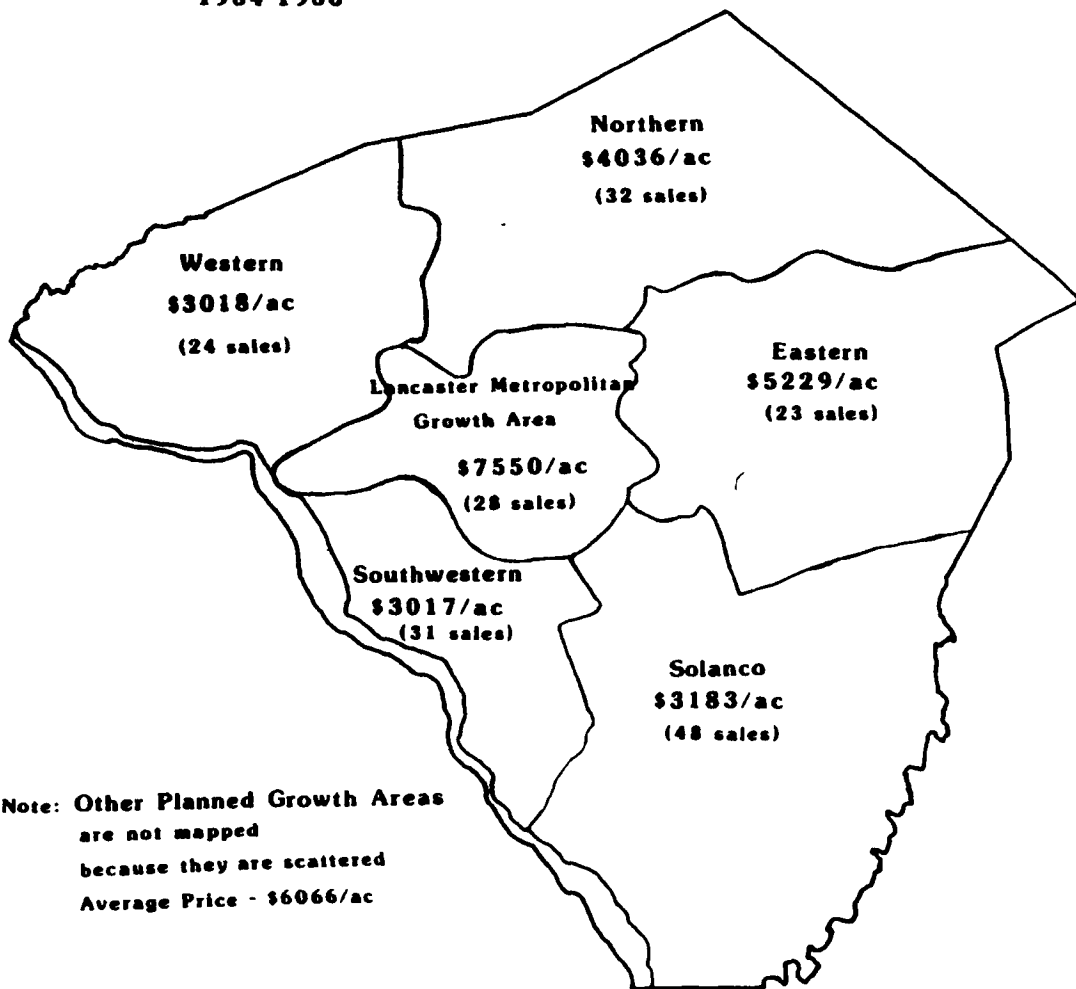 Northern
$4036/ac
(32 sales)
Western
$3018/ac
(24 sales)
Eastern
$5229/ac
(23 sales)
Lancaster Metropolitan
Growth Area
$7550/ac
(28 sales)
Southwestern
$3017/ac
(31 sales)
Solanco
$3183/ac
(48 sales)
Note: Other Planned Growth Areas
are not mapped
because they are scattered
Average Price - $6066/ac